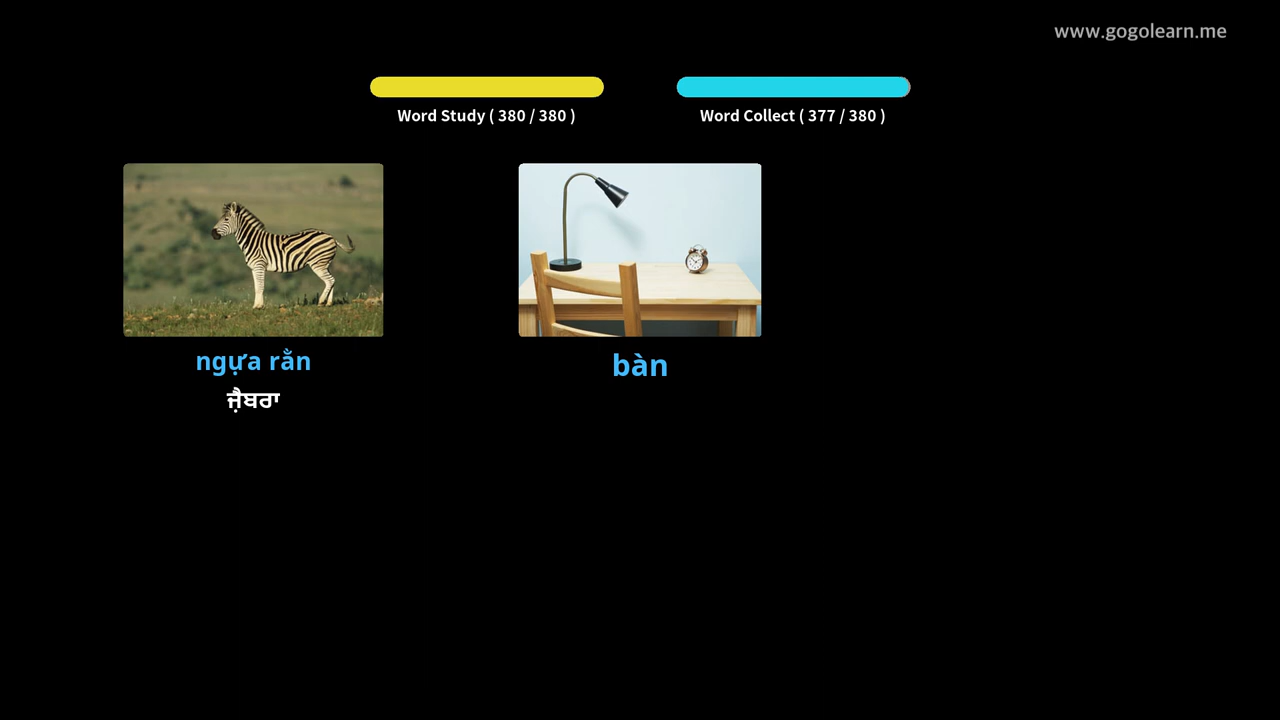 www.gogolearn.me
Word Study ( 380 / 380 )
Word Collect ( 377 / 380 )
ngựa rằn
bàn
ਜ਼ੈਬਰਾ